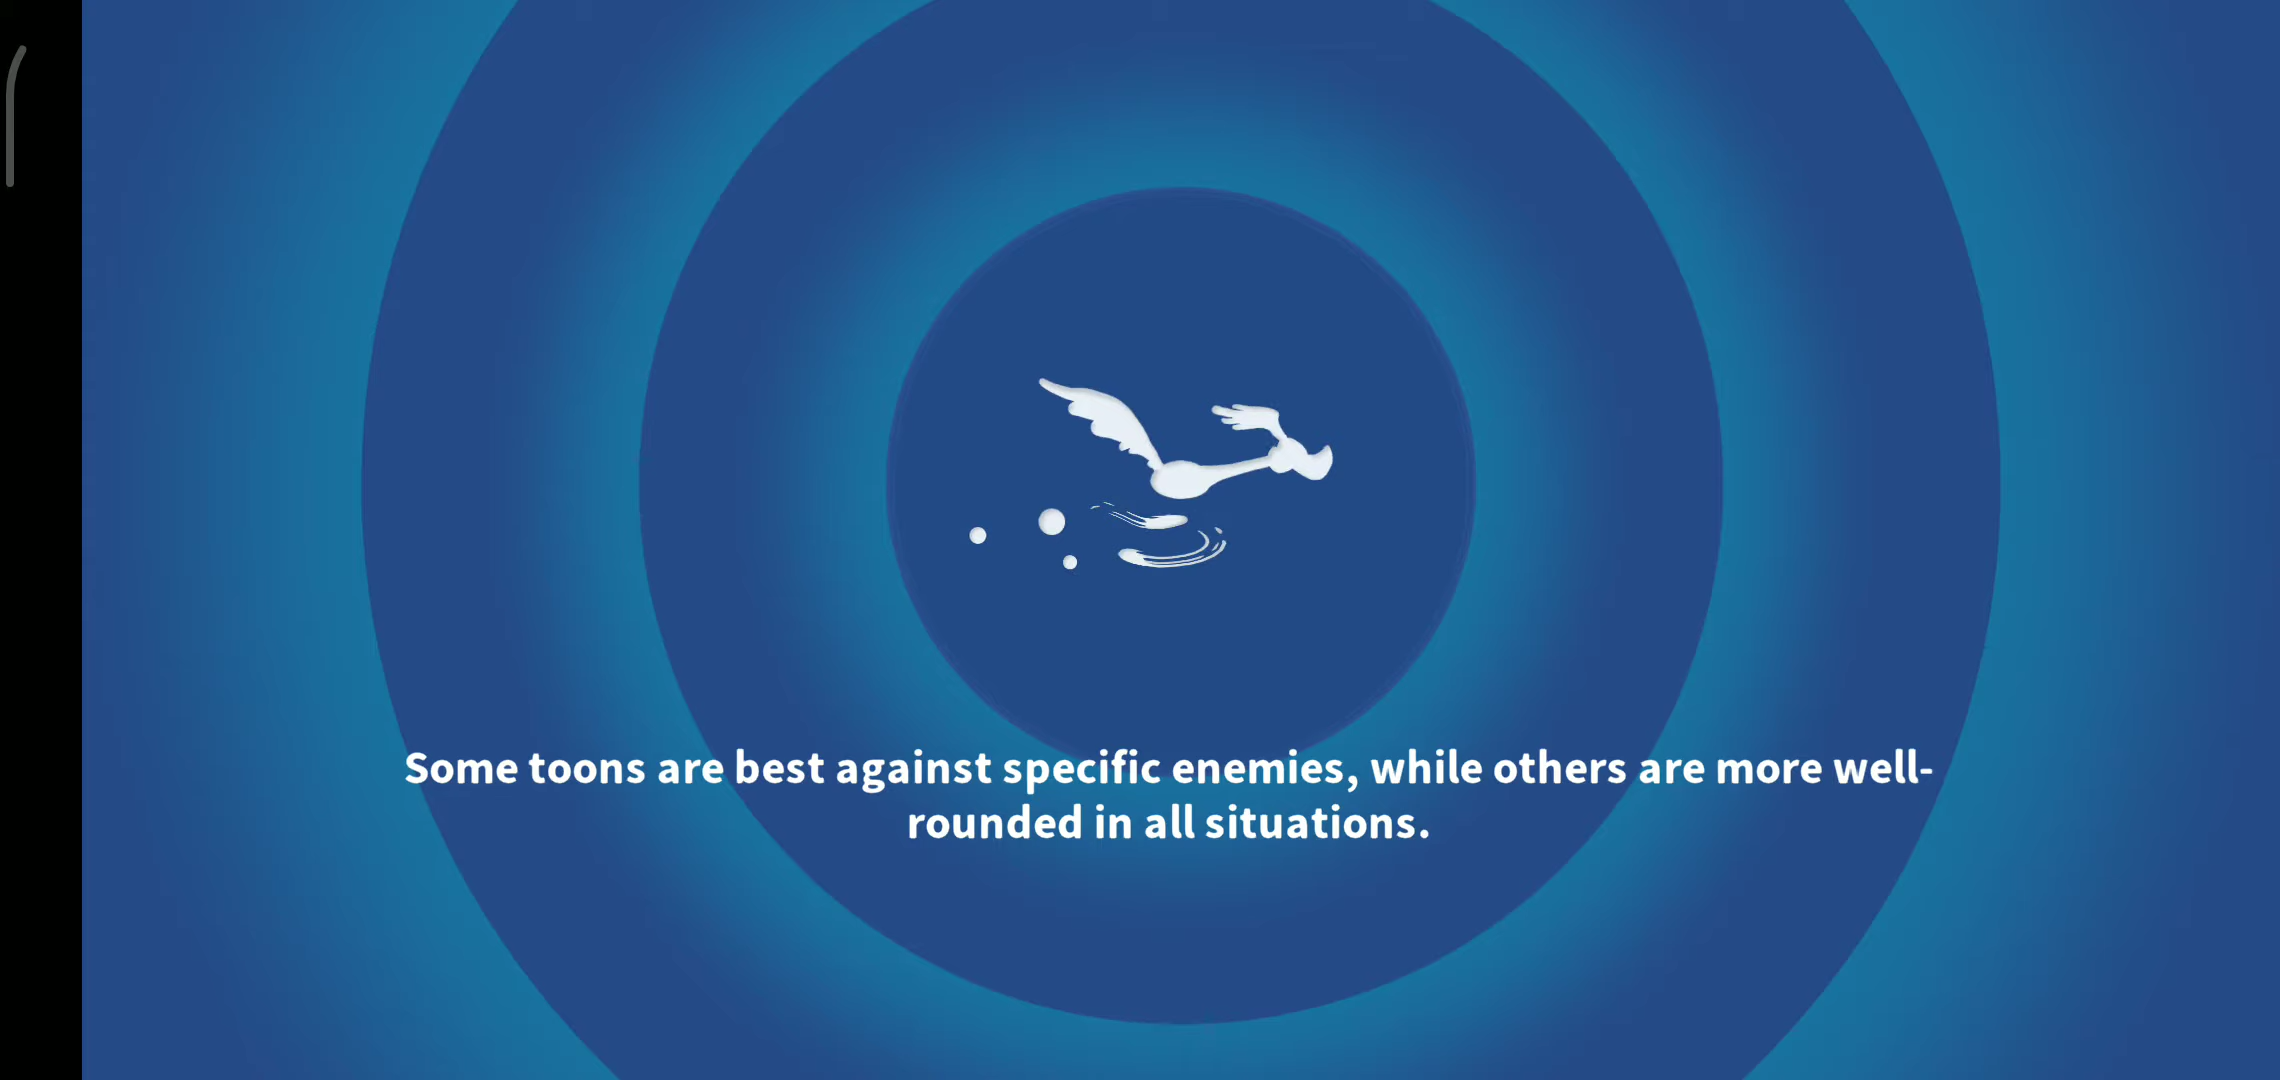 Some toons are best against specific enemies, while others are more well-
rounded in all situations.